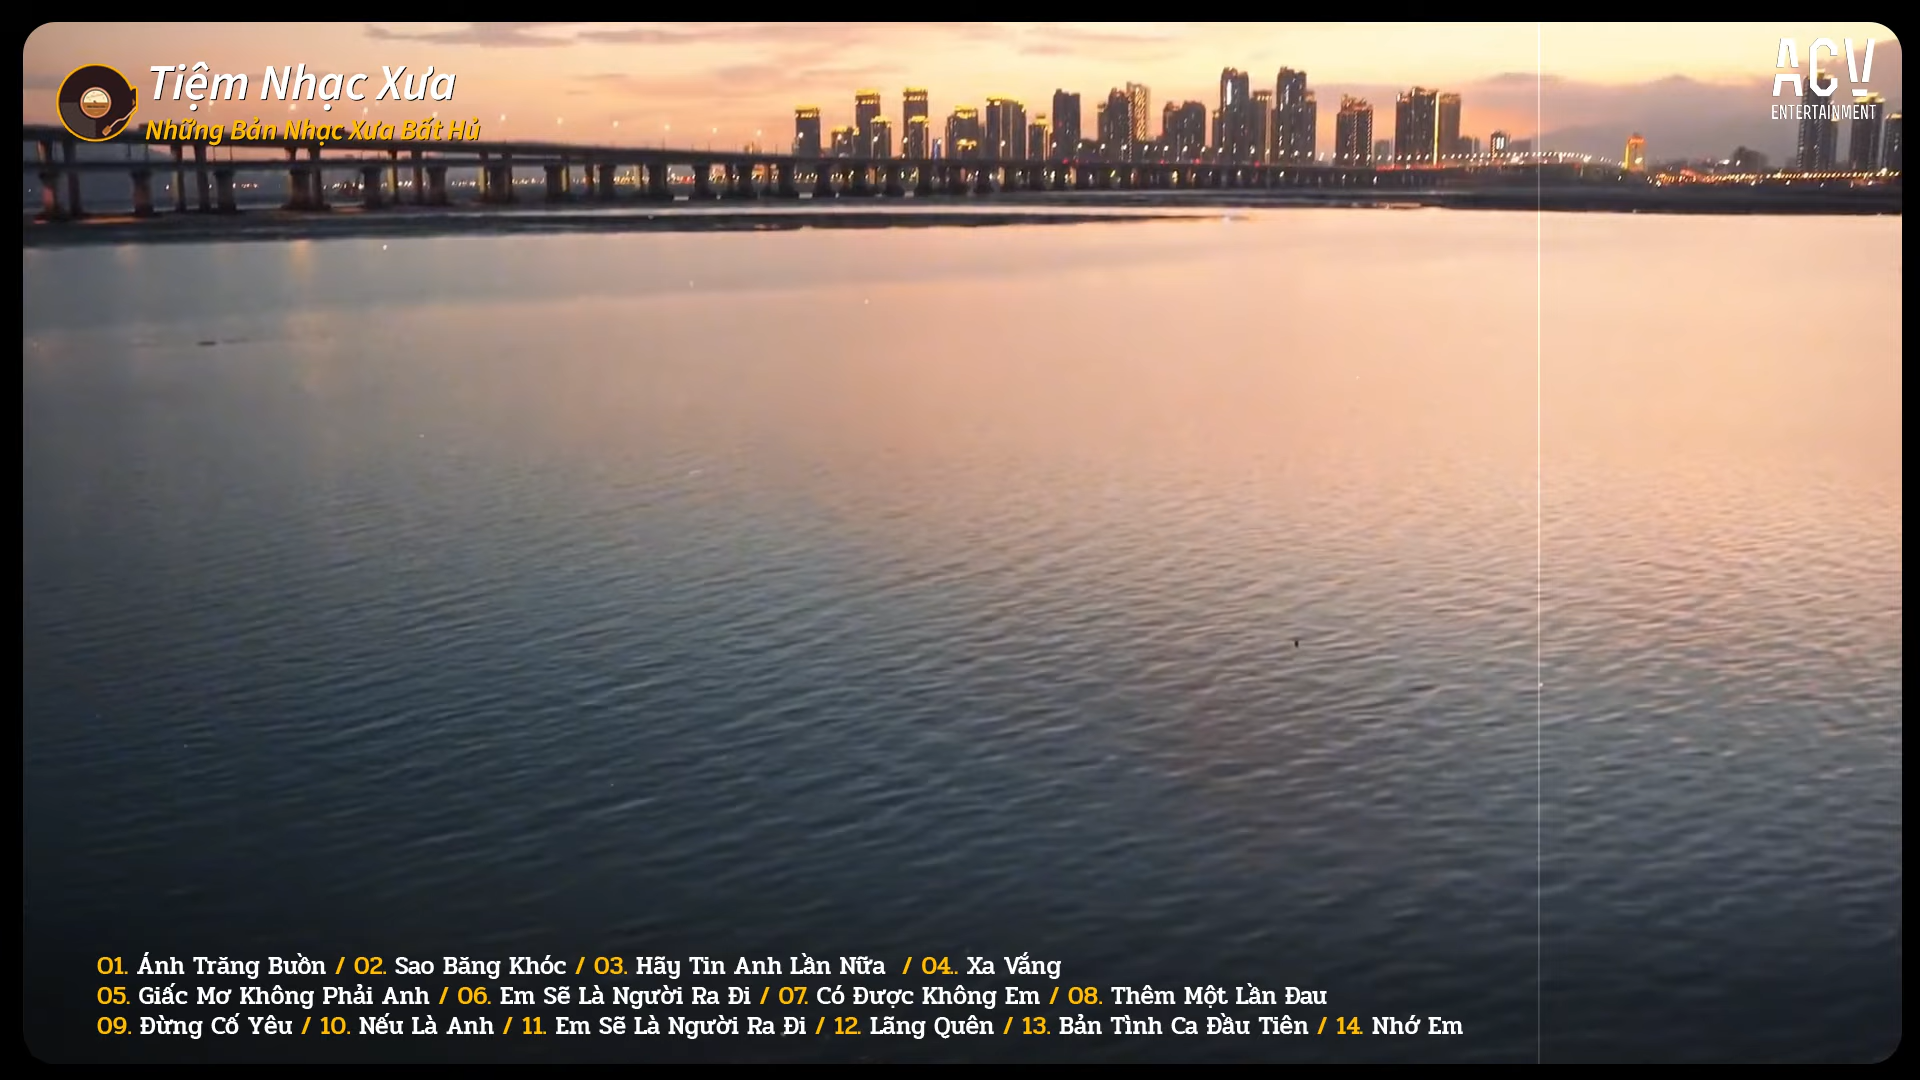 Tiệm Nhạc Xưa
Những Bản Nhạc Xưa Bất Hủ
ACV
ENTERTAINMENT
01. Ánh Trăng Buồn / 02. Sao Băng Khóc / 03. Hãy Tin Anh Lần Nữa / 04.. Xa Vắng
05. Giấc Mơ Không Phải Anh / 06. Em Sẽ Là Người Ra Đi / 07. Có Được Không Em / 08. Thêm Một Lần Đau
09. Đừng Cố Yêu / 10. Nếu Là Anh / 11. Em Sẽ Là Người Ra Đi / 12. Lãng Quên / 13. Bản Tình Ca Đầu Tiên / 14. Nhớ Em